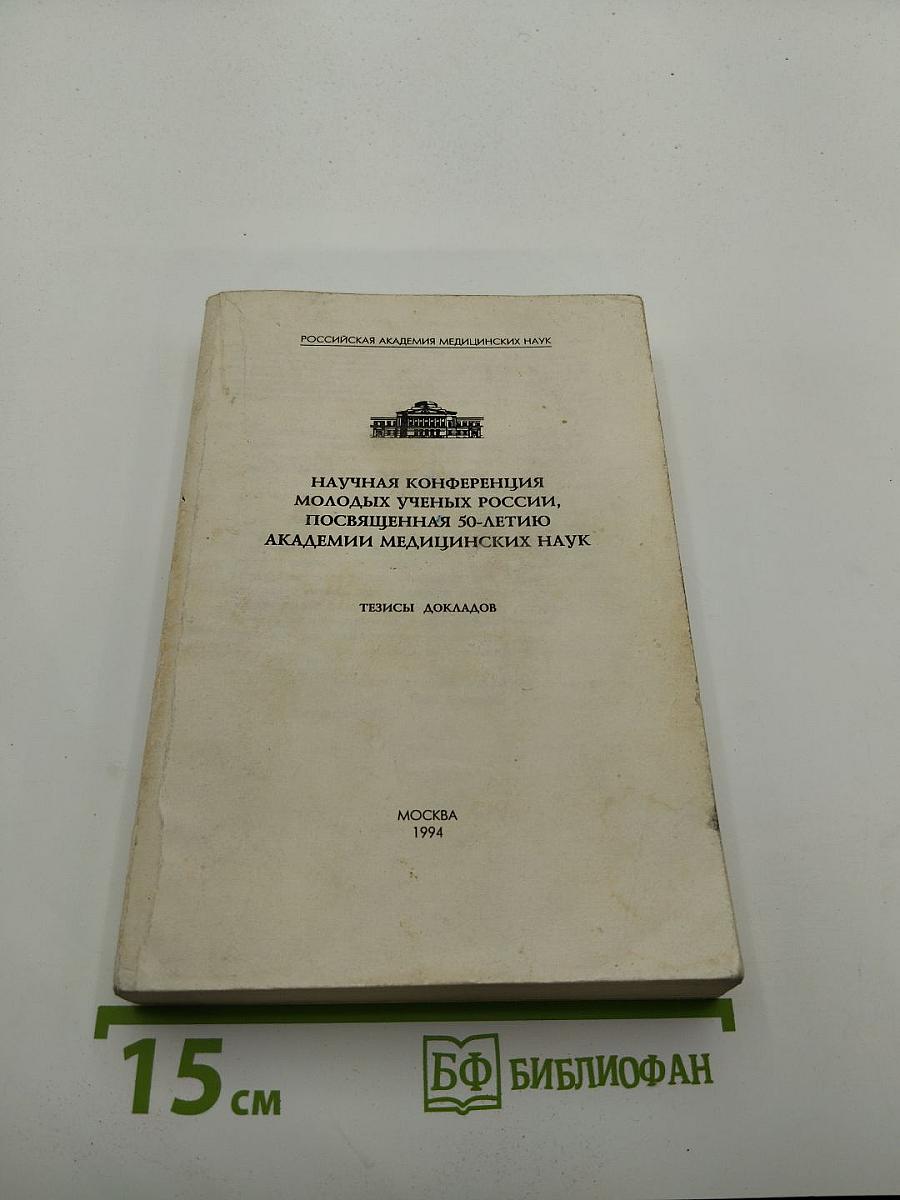 РОССИЙСКАЯ АКАДЕМИЯ МЕДИЦИНСКИХ НАУК
НАУЧНАЯ КОНФЕРЕНЦИЯ
МОЛОДЫХ УЧЕНЫХ РОССИИ,
ПОСВЯЩЕННАЯ 50-ЛЕТИЮ
АКАДЕМИИ МЕДИЦИНСКИХ НАУК
ТЕЗИСЫ ДОКЛАДОВ
МОСКВА
1994
15 см
БФ БИБЛИОФАН